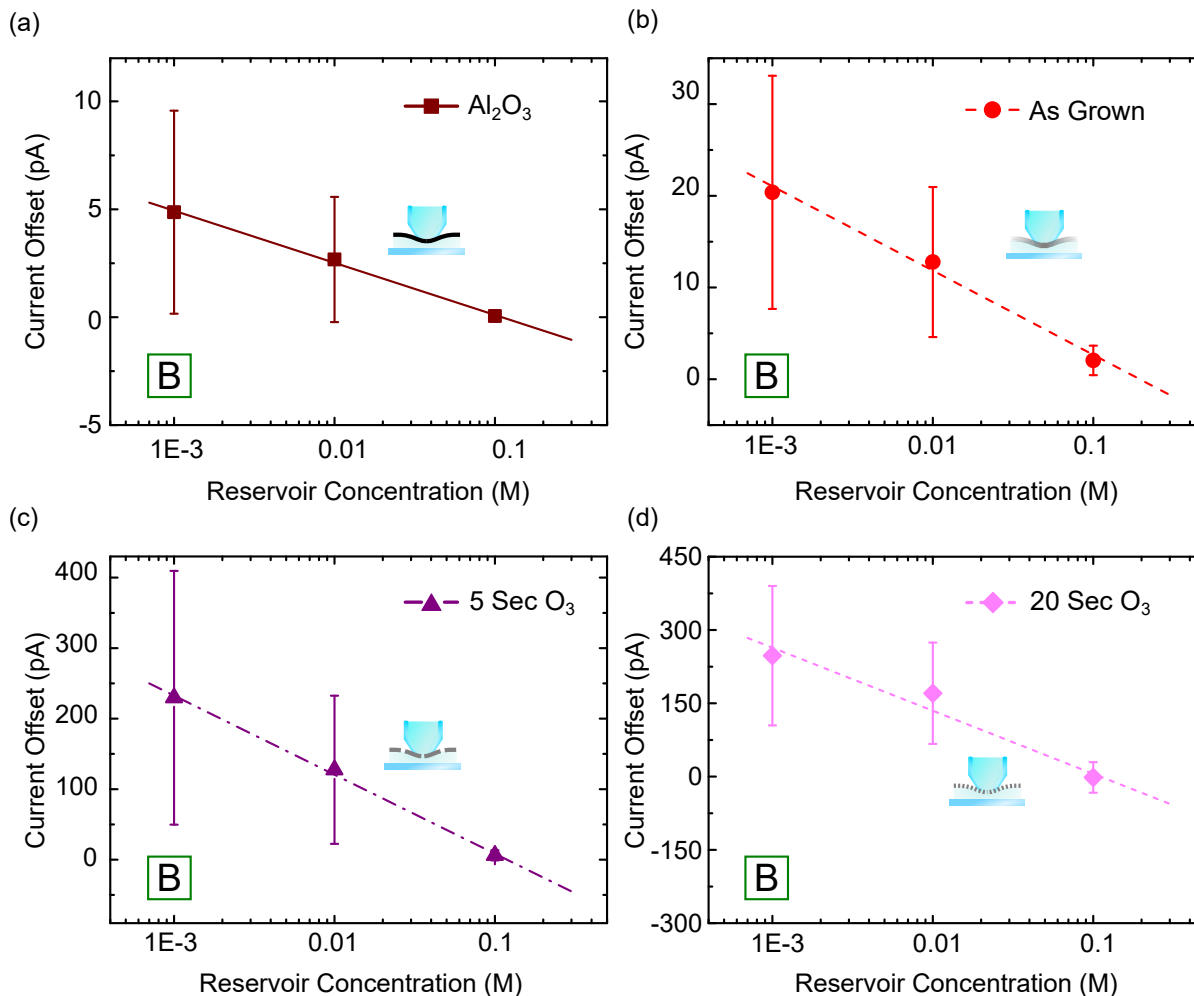 (a)
Current Offset (pA)
10
5
0
-5
Al₂O₃
B
1E-3
0.01
0.1
Reservoir Concentration (M)
(b)
Current Offset (pA)
30
20
10
0
As Grown
B
1E-3
0.01
0.1
Reservoir Concentration (M)
(c)
Current Offset (pA)
400
300
200
100
0
5 Sec O₃
B
1E-3
0.01
0.1
Reservoir Concentration (M)
(d)
Current Offset (pA)
450
300
150
0
-150
-300
20 Sec O₃
B
1E-3
0.01
0.1
Reservoir Concentration (M)